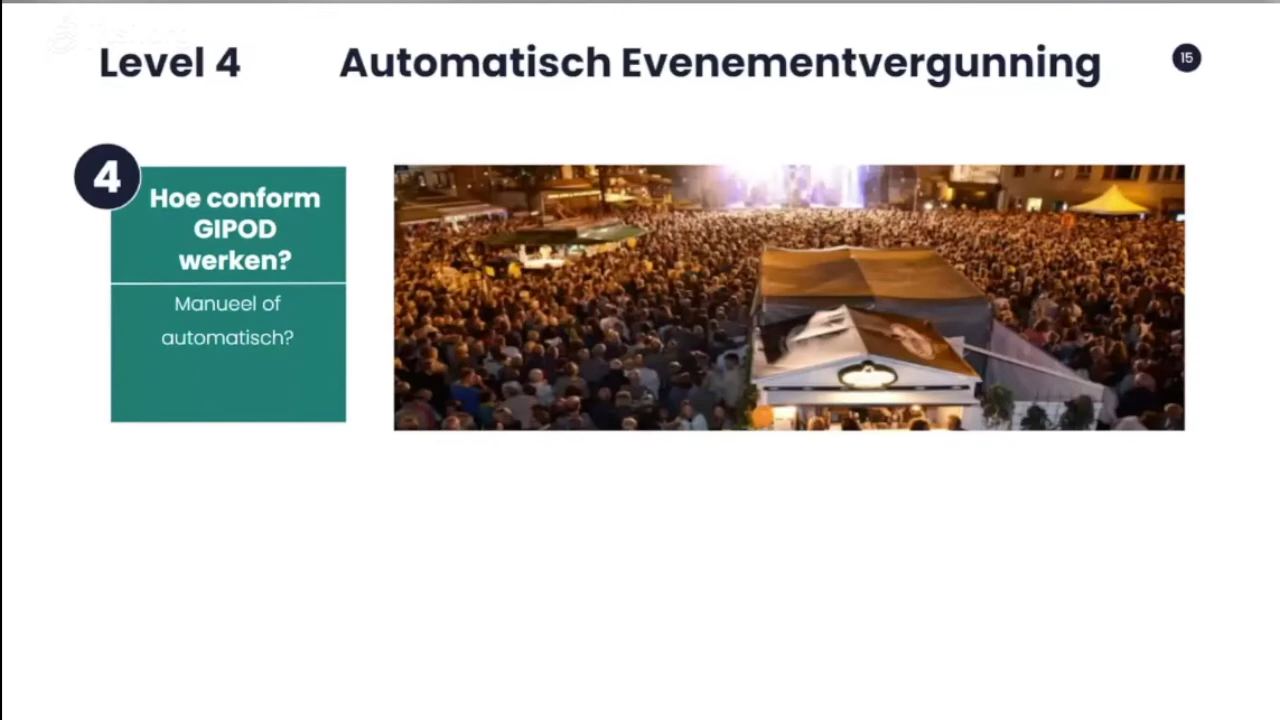 Level 4
Automatisch Evenementvergunning
15
4
Hoe conform
GIPOD
werken?
Manueel of
automatisch?